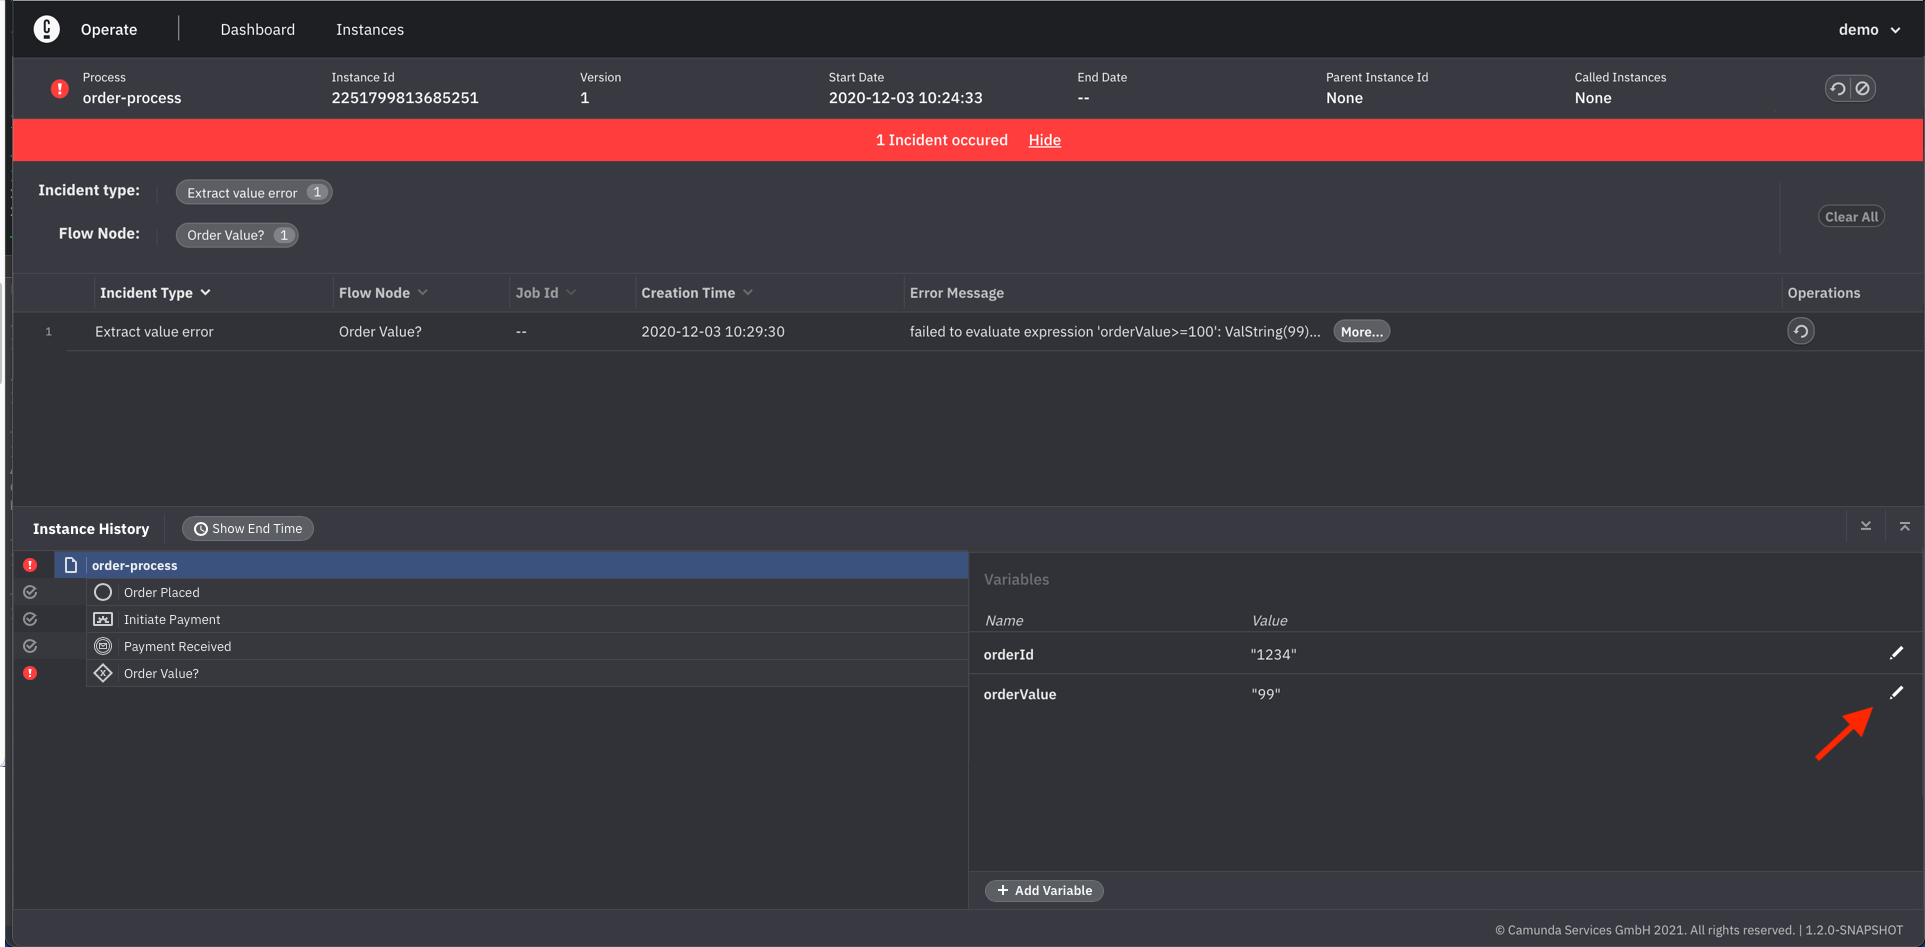 Operate Dashboard Instances demo
Process Instance Id Version Start Date End Date Parent Instance Id Called Instances
order-process 2251799813685251 1 2020-12-03 10:24:33 -- None None
1 Incident occured Hide
Incident type: Extract value error 1
Flow Node: Order Value? 1
Clear All
Incident Type Flow Node Job Id Creation Time Error Message Operations
1 Extract value error Order Value? -- 2020-12-03 10:29:30 failed to evaluate expression 'orderValue>=100': ValString(99)... More...
Instance History Show End Time
order-process
Order Placed
Initiate Payment
Payment Received
Order Value?
Variables
Name Value
orderId "1234"
orderValue "99"
+ Add Variable
© Camunda Services GmbH 2021. All rights reserved. | 1.2.0-SNAPSHOT